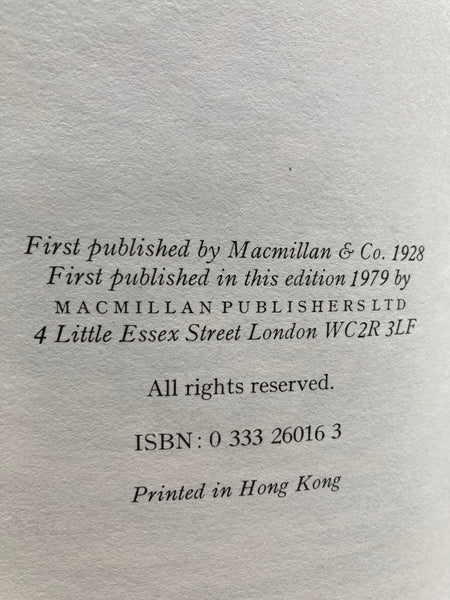 First published by Macmillan & Co. 1928
First published in this edition 1979 by
MACMILLAN PUBLISHERS LTD
4 Little Essex Street London WC2R 3LF
All rights reserved.
ISBN: 0 333 26016 3
Printed in Hong Kong